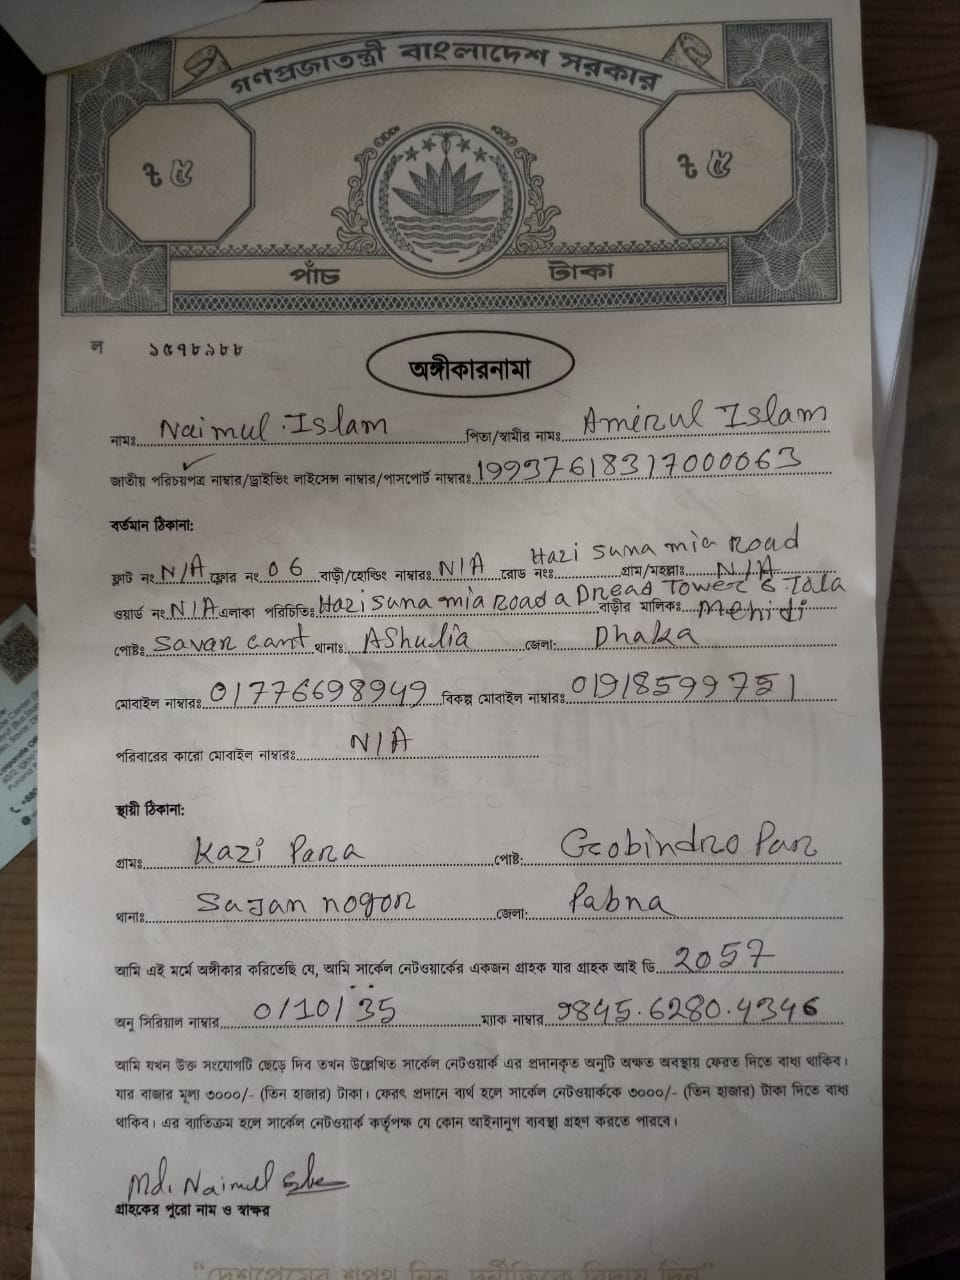 গণপ্রজাতন্ত্রী বাংলাদেশ সরকার
৳ ৫ ৳ ৫
পাঁচ টাকা
ল ১৫৭৮৯৮৮
অঙ্গীকারনামা
নামঃ Naimul Islam পিতা/স্বামীর নামঃ Amirul Islam
জাতীয় পরিচয়পত্র নাম্বার/ড্রাইভিং লাইসেন্স নাম্বার/পাসপোর্ট নাম্বারঃ 19937618317000063
বর্তমান ঠিকানা:
ফ্লাট নং N/A ফ্লোর নং 06 বাড়ী/হোল্ডিং নাম্বারঃ N/A রোড নংঃ Hazi suna mia Road গ্রাম/মহল্লাঃ N/A
ওয়ার্ড নং N/A এলাকা পরিচিতিঃ Hazi suna mia Road a Dread Tower 6 Tala বাড়ীর মালিকঃ Mehidi
পোষ্টঃ Savar cant থানাঃ AShulia জেলা: Dhaka
মোবাইল নাম্বারঃ 01776698949 বিকল্প মোবাইল নাম্বারঃ 01918599751
পরিবারের কারো মোবাইল নাম্বারঃ N/A
স্থায়ী ঠিকানা:
গ্রামঃ Kazi Para পোষ্ট: Gobindro Par
থানাঃ Sajan nogor জেলা: Pabna
আমি এই মর্মে অঙ্গীকার করিতেছি যে, আমি সার্কেল নেটওয়ার্কের একজন গ্রাহক যার গ্রাহক আই ডি 2057
অনু সিরিয়াল নাম্বার 0/10/35 ম্যাক নাম্বার 9845.6280.4346
আমি যখন উক্ত সংযোগটি ছেড়ে দিব তখন উল্লেখিত সার্কেল নেটওয়ার্ক এর প্রদানকৃত অনুটি অক্ষত অবস্থায় ফেরত দিতে বাধ্য থাকিব।
যার বাজার মূল্য ৩০০০/- (তিন হাজার) টাকা। ফেরৎ প্রদানে ব্যর্থ হলে সার্কেল নেটওয়ার্ককে ৩০০০/- (তিন হাজার) টাকা দিতে বাধ্য
থাকিব। এর ব্যতিক্রম হলে সার্কেল নেটওয়ার্ক কর্তৃপক্ষ যে কোন আইনানুগ ব্যবস্থা গ্রহণ করতে পারবে।
Md. Naimul
গ্রাহকের পুরো নাম ও স্বাক্ষর
“দেশপ্রেমের শপথ নিন, দুর্নীতিকে বিদায় দিন”